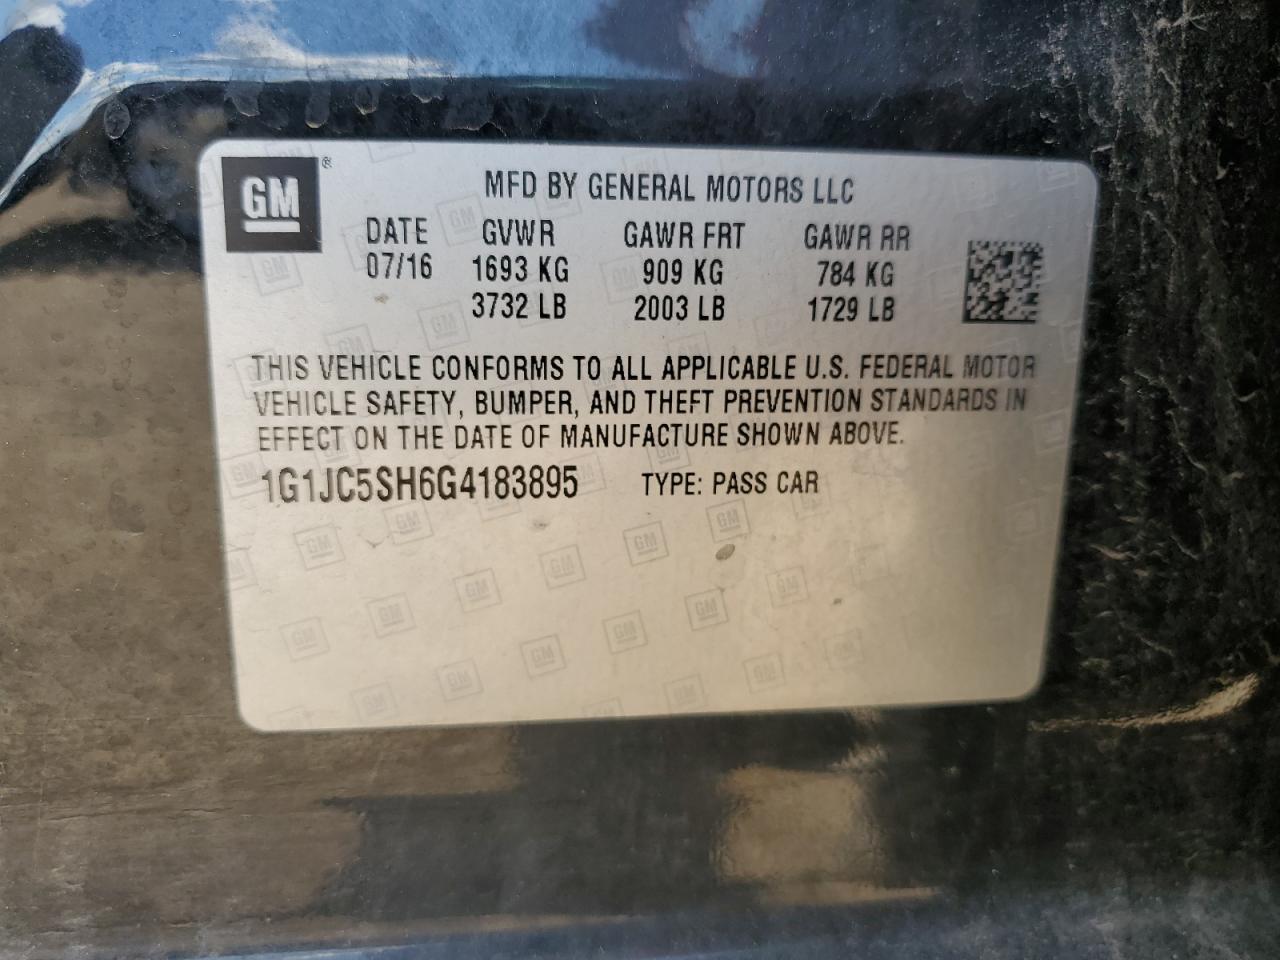 GM ®
MFD BY GENERAL MOTORS LLC
DATE GVWR GAWR FRT GAWR RR
07/16 1693 KG 909 KG 784 KG
3732 LB 2003 LB 1729 LB
THIS VEHICLE CONFORMS TO ALL APPLICABLE U.S. FEDERAL MOTOR
VEHICLE SAFETY, BUMPER, AND THEFT PREVENTION STANDARDS IN
EFFECT ON THE DATE OF MANUFACTURE SHOWN ABOVE.
1G1JC5SH6G4183895 TYPE: PASS CAR